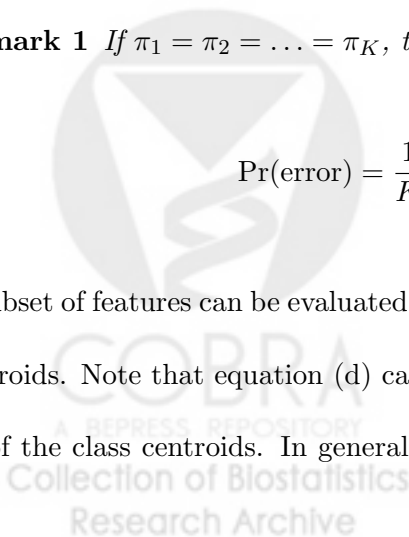 mark 1 If π₁ = π₂ = ... = π_K, t
Pr(error) = 1
bset of features can be evaluated
roids. Note that equation (d) ca
COBRA
A BEPRESS REPOSITORY
f the class centroids. In general
Collection of Biostatistics
Research Archive